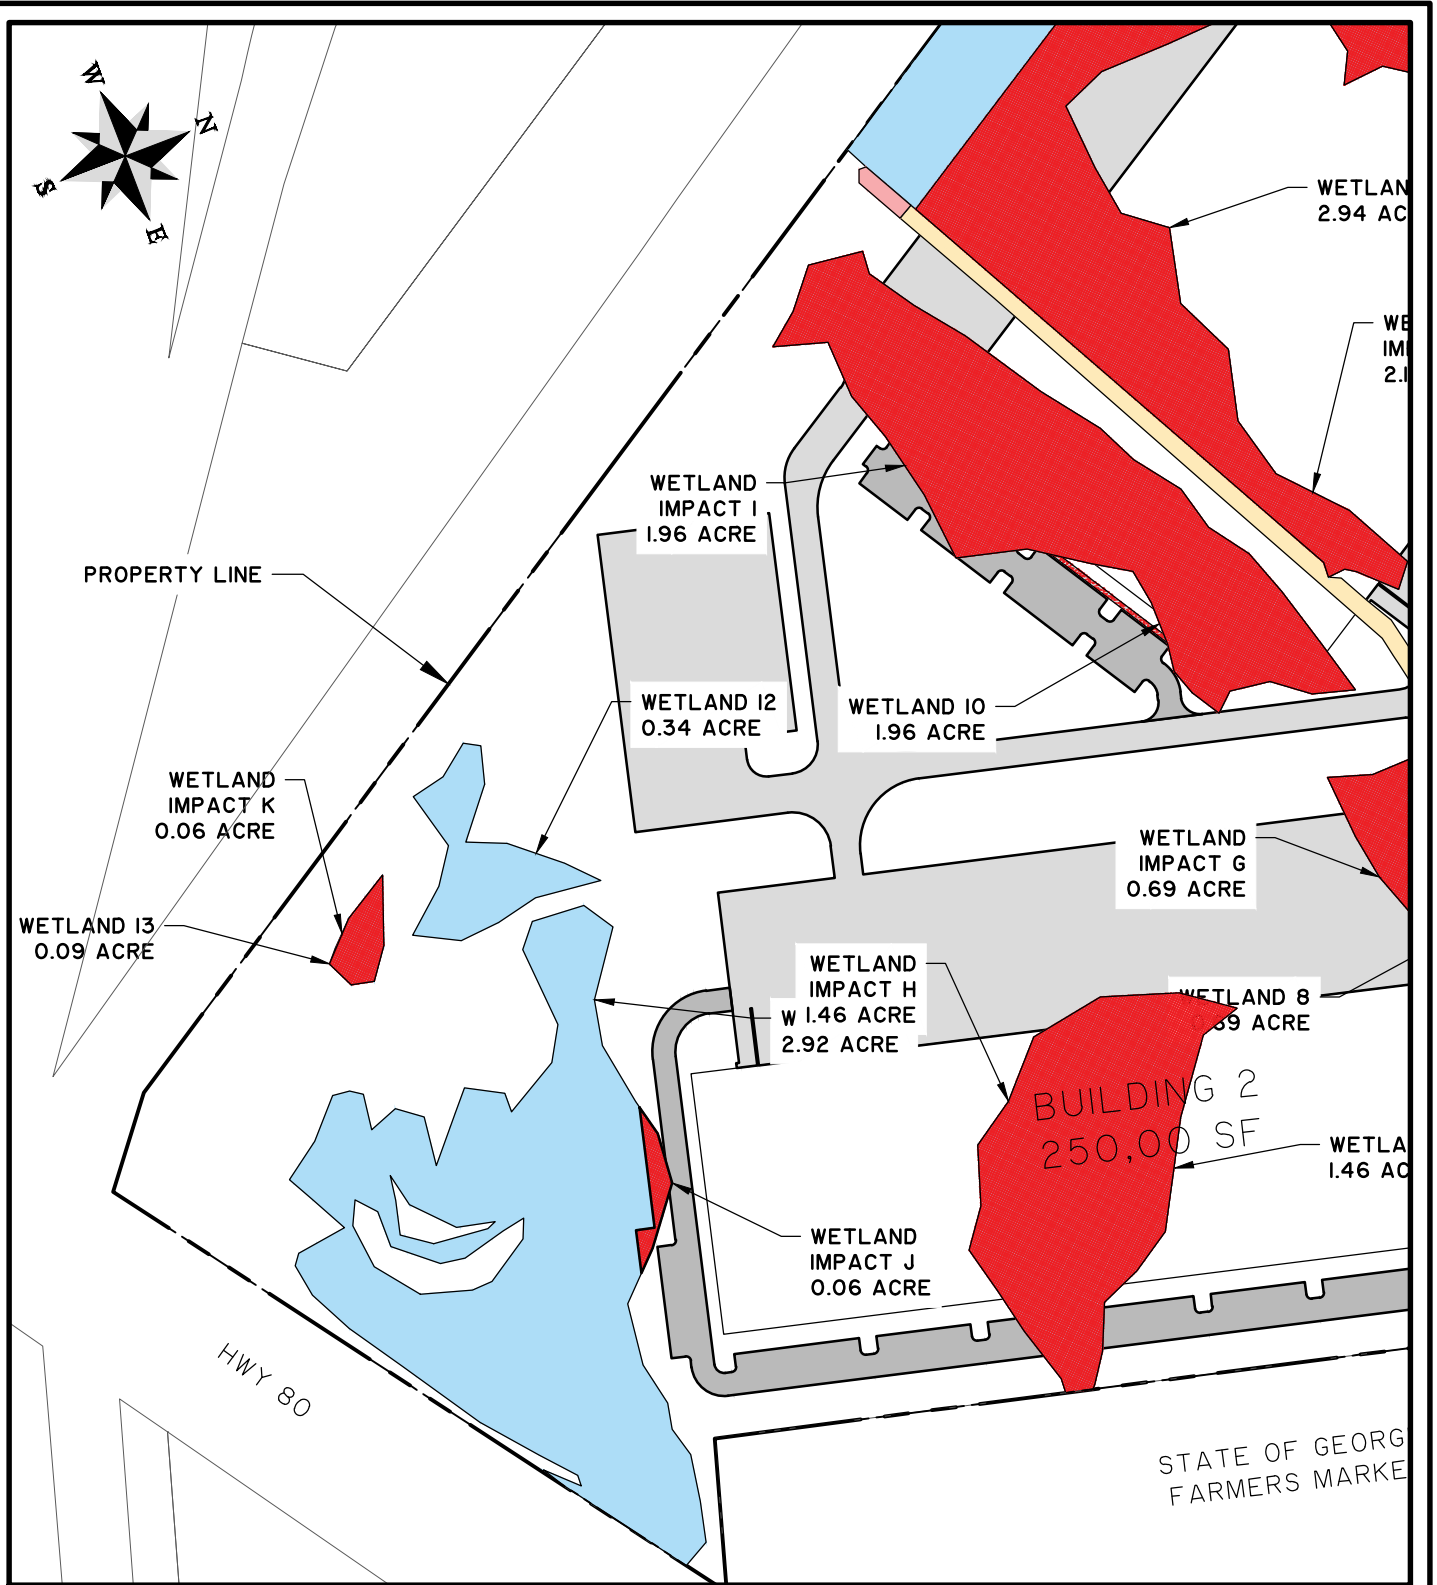 W
N
S
E
WETLAN
2.94 AC
WE
IM
2.1
WETLAND
IMPACT I
1.96 ACRE
PROPERTY LINE
WETLAND 12
0.34 ACRE
WETLAND 10
1.96 ACRE
WETLAND
IMPACT K
0.06 ACRE
WETLAND
IMPACT G
0.69 ACRE
WETLAND 13
0.09 ACRE
WETLAND
IMPACT H
1.46 ACRE
W
2.92 ACRE
WETLAND 8
0.69 ACRE
BUILDING 2
250,00 SF
WETLA
1.46 AC
WETLAND
IMPACT J
0.06 ACRE
HWY 80
STATE OF GEORG
FARMERS MARKE